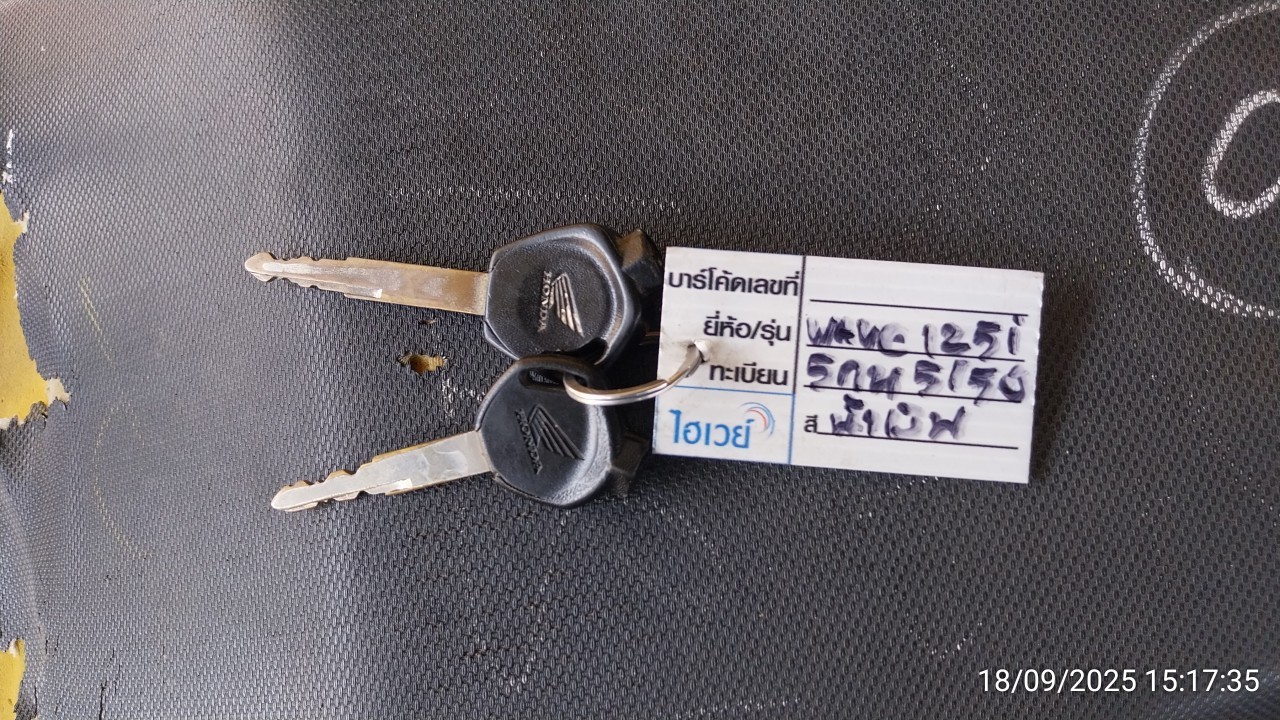 HONDA
HONDA
บาร์โค้ดเลขที่
ยี่ห้อ/รุ่น WAVE 125i
ทะเบียน 5กห 5150
สี น้ำเงิน
ไฮเวย์
18/09/2025 15:17:35